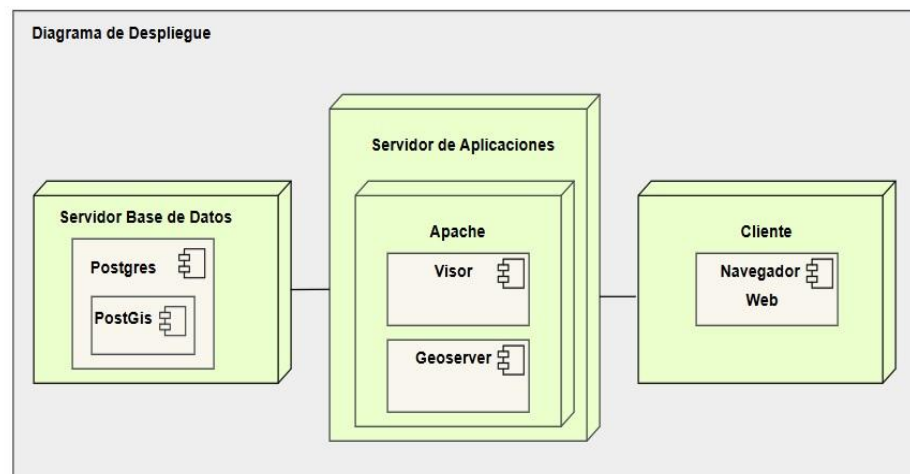 Diagrama de Despliegue
Servidor Base de Datos
Postgres
PostGis
Servidor de Aplicaciones
Apache
Visor
Geoserver
Cliente
Navegador
Web